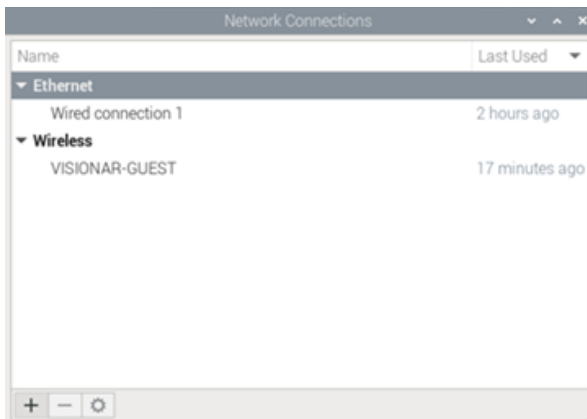 Network Connections
Name Last Used
Ethernet
Wired connection 1 2 hours ago
Wireless
VISIONAR-GUEST 17 minutes ago